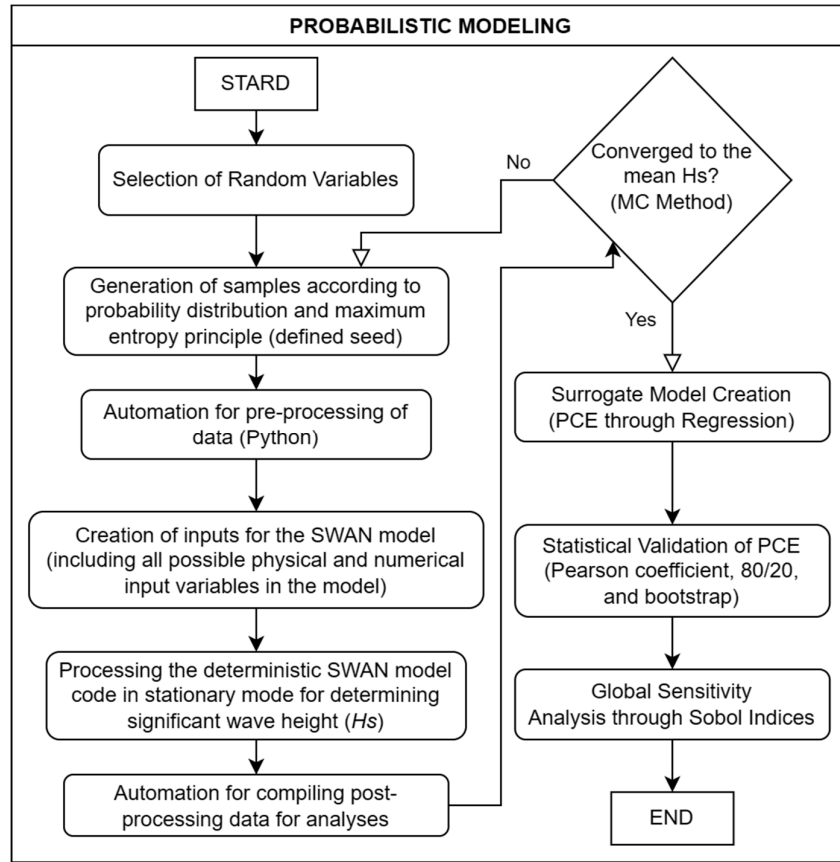 PROBABILISTIC MODELING
STARD
Selection of Random Variables
Generation of samples according to
probability distribution and maximum
entropy principle (defined seed)
Automation for pre-processing of
data (Python)
Creation of inputs for the SWAN model
(including all possible physical and numerical
input variables in the model)
Processing the deterministic SWAN model
code in stationary mode for determining
significant wave height (Hs)
Automation for compiling post-
processing data for analyses
Converged to the
mean Hs?
(MC Method)
No
Yes
Surrogate Model Creation
(PCE through Regression)
Statistical Validation of PCE
(Pearson coefficient, 80/20,
and bootstrap)
Global Sensitivity
Analysis through Sobol Indices
END